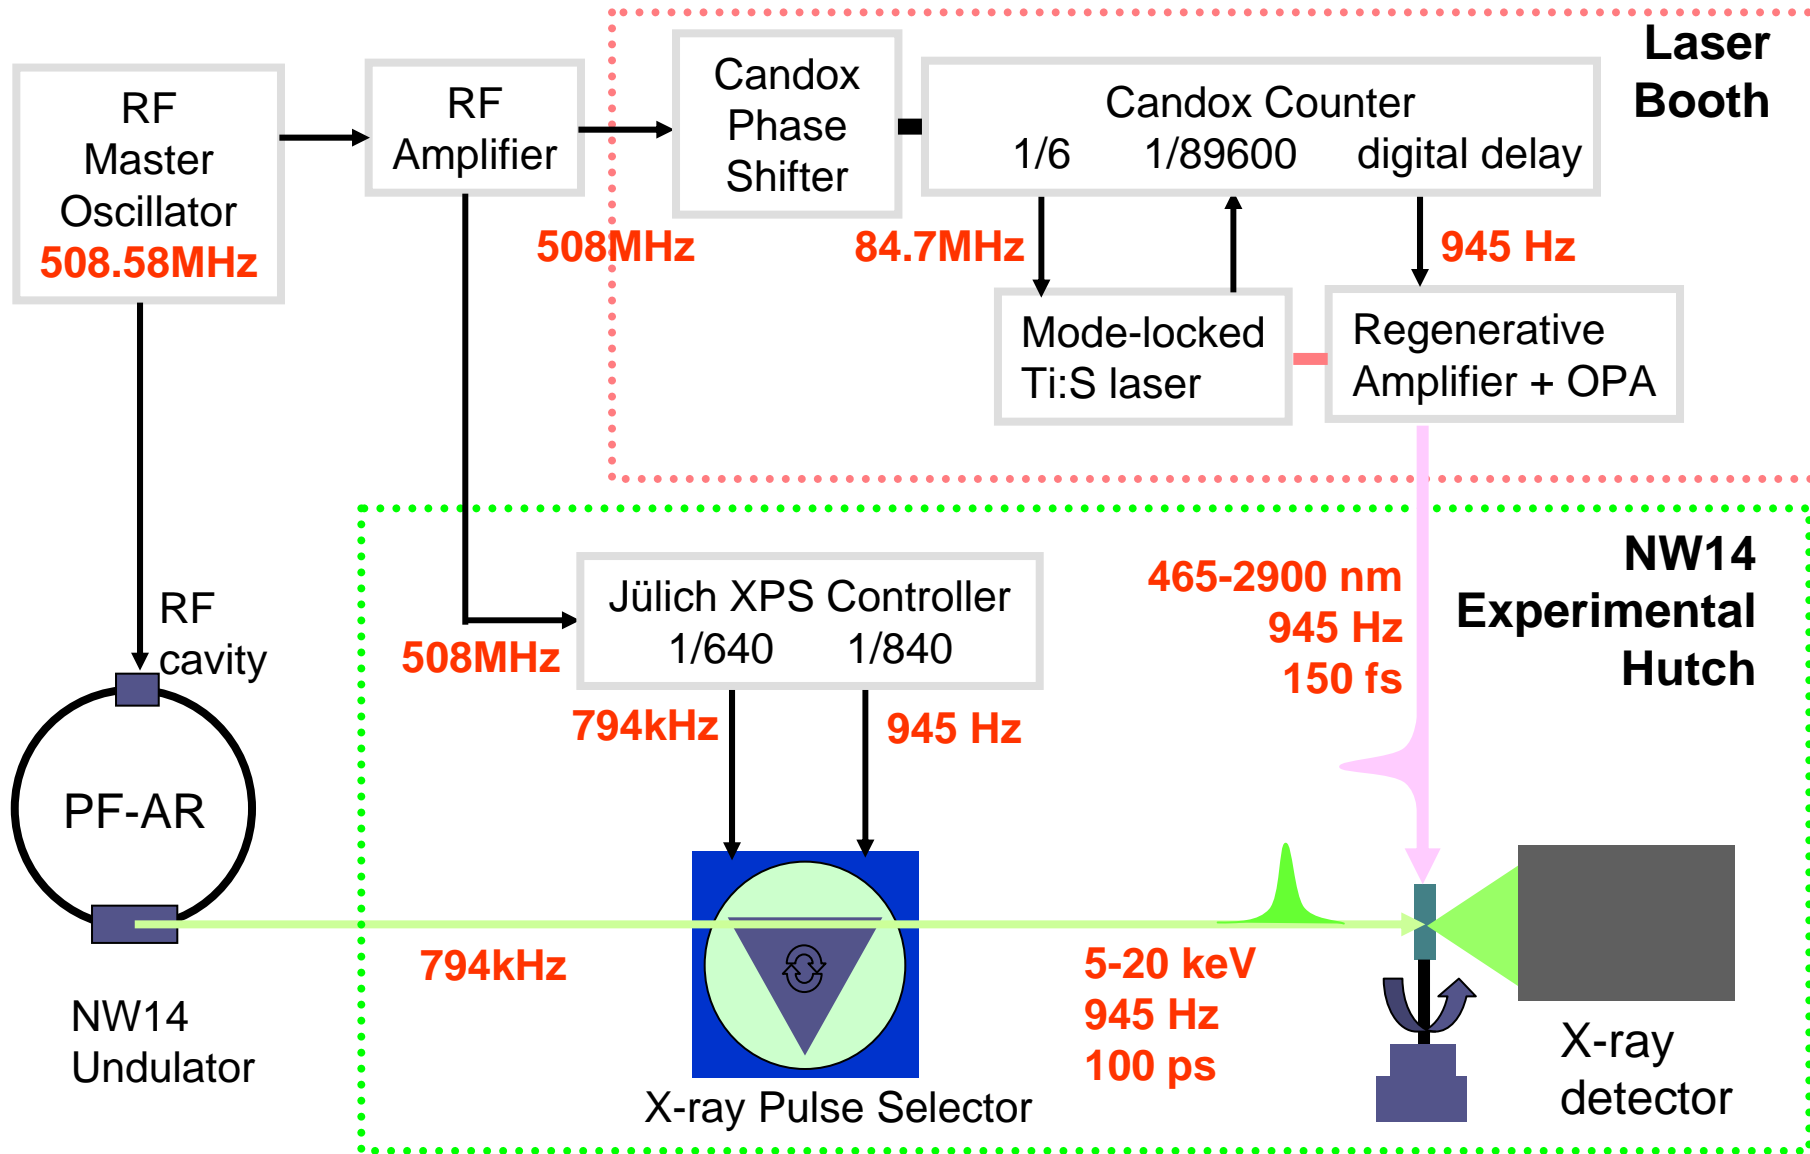 Laser
Booth
RF
Master
Oscillator
508.58MHz
RF
Amplifier
Candox
Phase
Shifter
Candox Counter
1/6 1/89600 digital delay
508MHz
84.7MHz
945 Hz
Mode-locked
Ti:S laser
Regenerative
Amplifier + OPA
NW14
Experimental
Hutch
465-2900 nm
945 Hz
150 fs
Jülich XPS Controller
1/640 1/840
508MHz
794kHz
945 Hz
RF
cavity
PF-AR
NW14
Undulator
794kHz
X-ray Pulse Selector
5-20 keV
945 Hz
100 ps
X-ray
detector